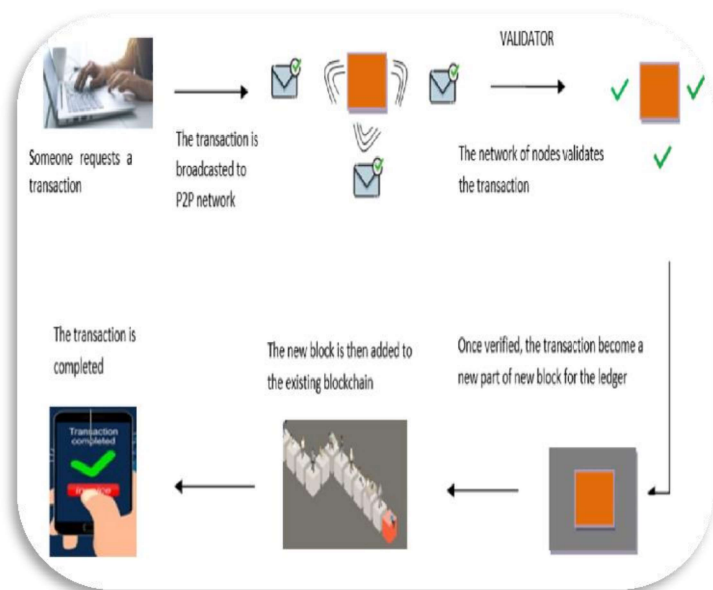 VALIDATOR
Someone requests a
transaction
The transaction is
broadcasted to
P2P network
The network of nodes validates
the transaction
Once verified, the transaction become a
new part of new block for the ledger
The new block is then added to
the existing blockchain
The transaction is
completed
Transaction
completed
Invoice